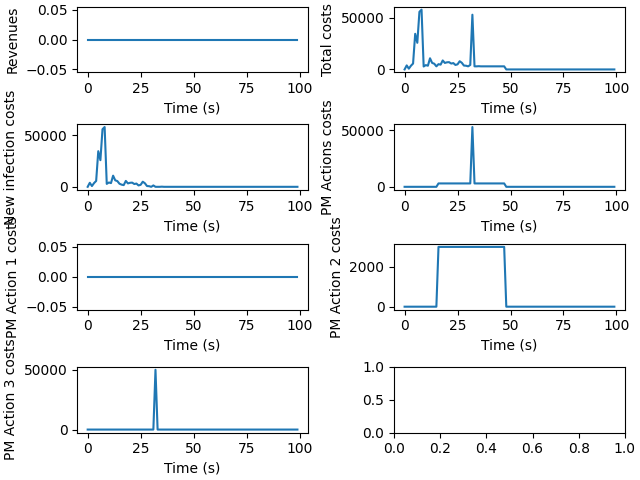 Revenues
0.05
0.00
−0.05
0 25 50 75 100
Time (s)
Total costs
50000
0
0 25 50 75 100
Time (s)
New infection costs
50000
0
0 25 50 75 100
Time (s)
PM Actions costs
50000
0
0 25 50 75 100
Time (s)
PM Action 1 costs
0.05
0.00
−0.05
0 25 50 75 100
Time (s)
PM Action 2 costs
2000
0
0 25 50 75 100
Time (s)
PM Action 3 costs
50000
0
0 25 50 75 100
Time (s)
1.0
0.5
0.0
0.0 0.2 0.4 0.6 0.8 1.0